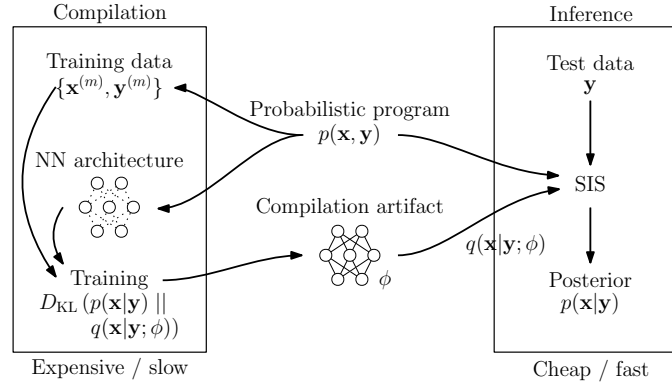 Compilation
Training data
{x^(m), y^(m)}
NN architecture
Training
D_KL (p(x|y) ||
q(x|y; ϕ))
Expensive / slow
Probabilistic program
p(x, y)
Compilation artifact
ϕ
q(x|y; ϕ)
Inference
Test data
y
SIS
Posterior
p(x|y)
Cheap / fast